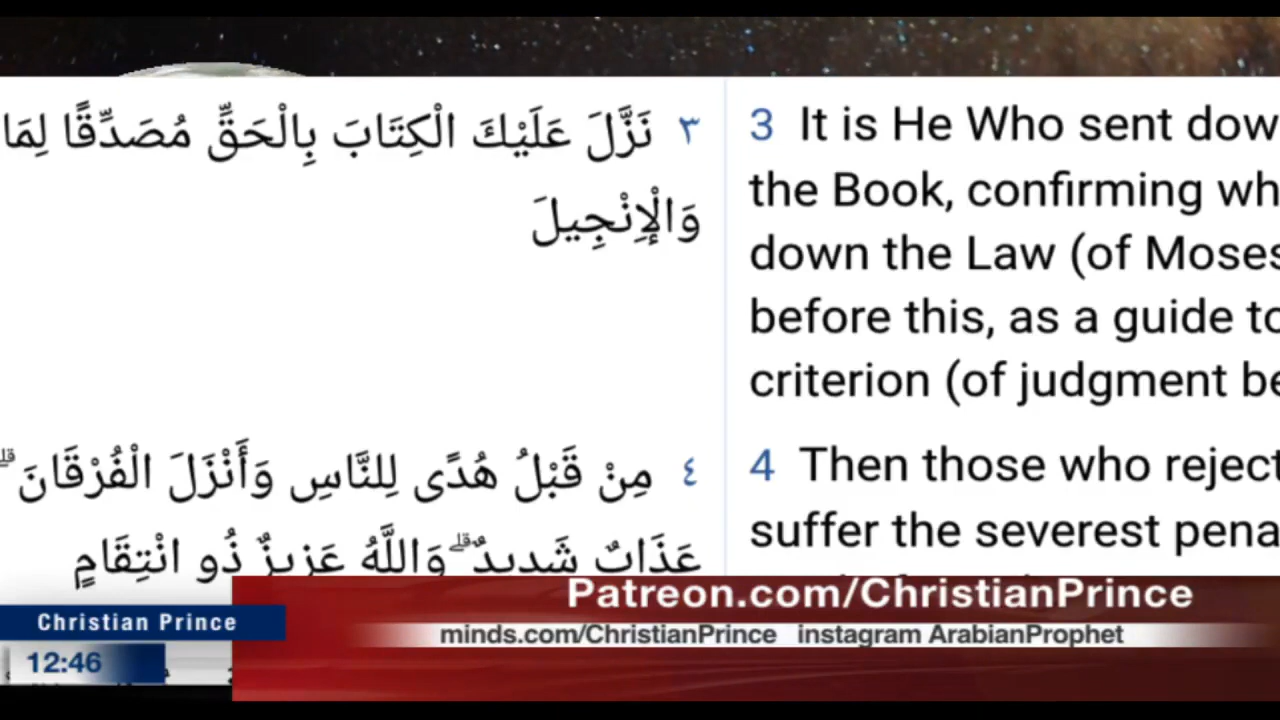 ٣ نَزَّلَ عَلَيْكَ الْكِتَابَ بِالْحَقِّ مُصَدِّقًا لِمَا
وَالْإِنْجِيلَ
٤ مِنْ قَبْلُ هُدًى لِلنَّاسِ وَأَنْزَلَ الْفُرْقَانَ ۗ
عَذَابٌ شَدِيدٌ ۗ وَاللَّهُ عَزِيزٌ ذُو انْتِقَامٍ
3 It is He Who sent dow
the Book, confirming wh
down the Law (of Moses
before this, as a guide to
criterion (of judgment be
4 Then those who reject
suffer the severest pena
Patreon.com/ChristianPrince
minds.com/ChristianPrince instagram ArabianProphet
Christian Prince
12:46